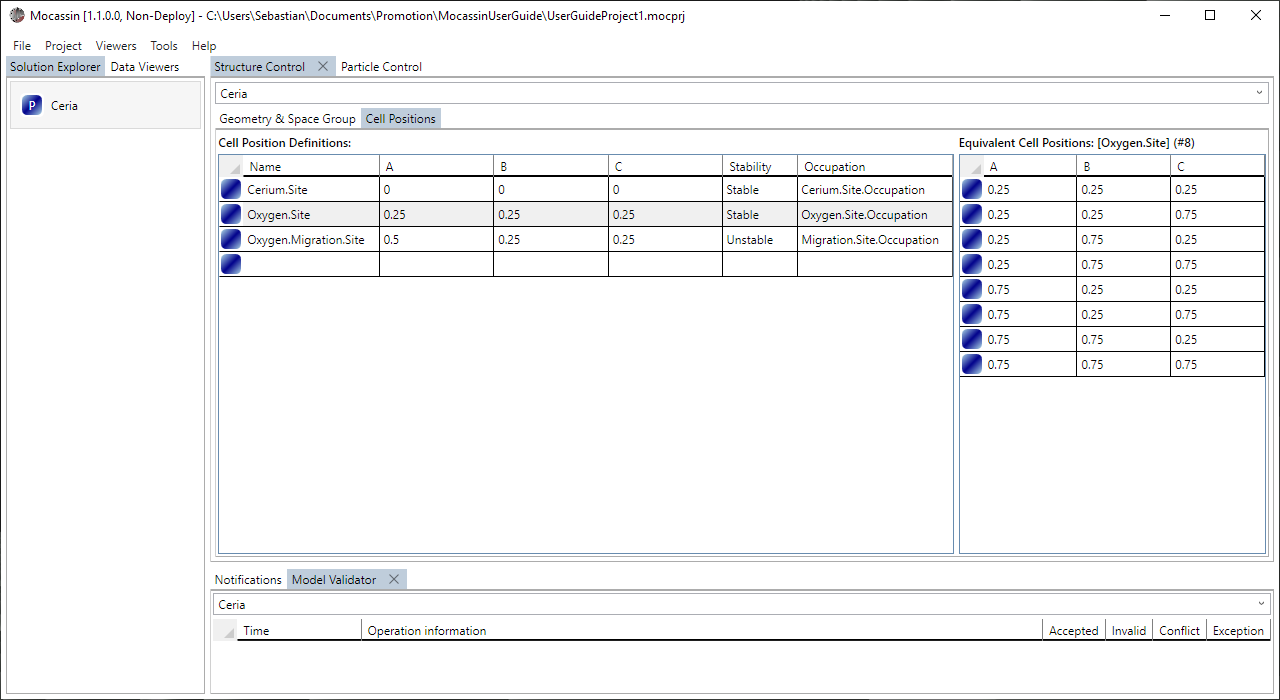 Mocassin [1.1.0.0, Non-Deploy] - C:\Users\Sebastian\Documents\Promotion\MocassinUserGuide\UserGuideProject1.mocprj
File Project Viewers Tools Help
Solution Explorer Data Viewers
P Ceria
Structure Control Particle Control
Ceria
Geometry & Space Group Cell Positions
Cell Position Definitions:
Name A B C Stability Occupation
Cerium.Site 0 0 0 Stable Cerium.Site.Occupation
Oxygen.Site 0.25 0.25 0.25 Stable Oxygen.Site.Occupation
Oxygen.Migration.Site 0.5 0.25 0.25 Unstable Migration.Site.Occupation
Equivalent Cell Positions: [Oxygen.Site] (#8)
A B C
0.25 0.25 0.25
0.25 0.25 0.75
0.25 0.75 0.25
0.25 0.75 0.75
0.75 0.25 0.25
0.75 0.25 0.75
0.75 0.75 0.25
0.75 0.75 0.75
Notifications Model Validator
Ceria
Time Operation information Accepted Invalid Conflict Exception